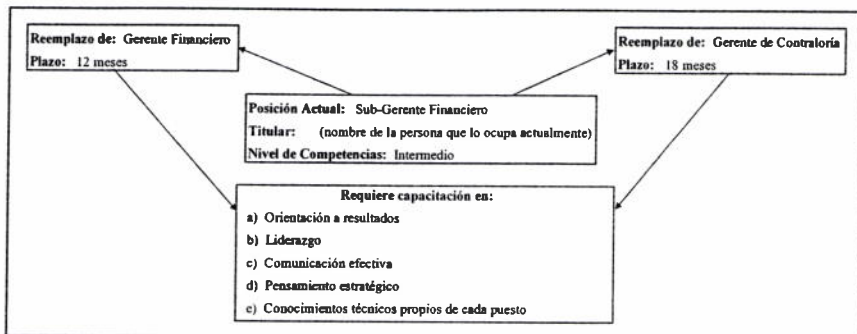 Reemplazo de: Gerente Financiero
Plazo: 12 meses
Reemplazo de: Gerente de Contraloría
Plazo: 18 meses
Posición Actual: Sub-Gerente Financiero
Titular: (nombre de la persona que lo ocupa actualmente)
Nivel de Competencias: Intermedio
Requiere capacitación en:
a) Orientación a resultados
b) Liderazgo
c) Comunicación efectiva
d) Pensamiento estratégico
e) Conocimientos técnicos propios de cada puesto